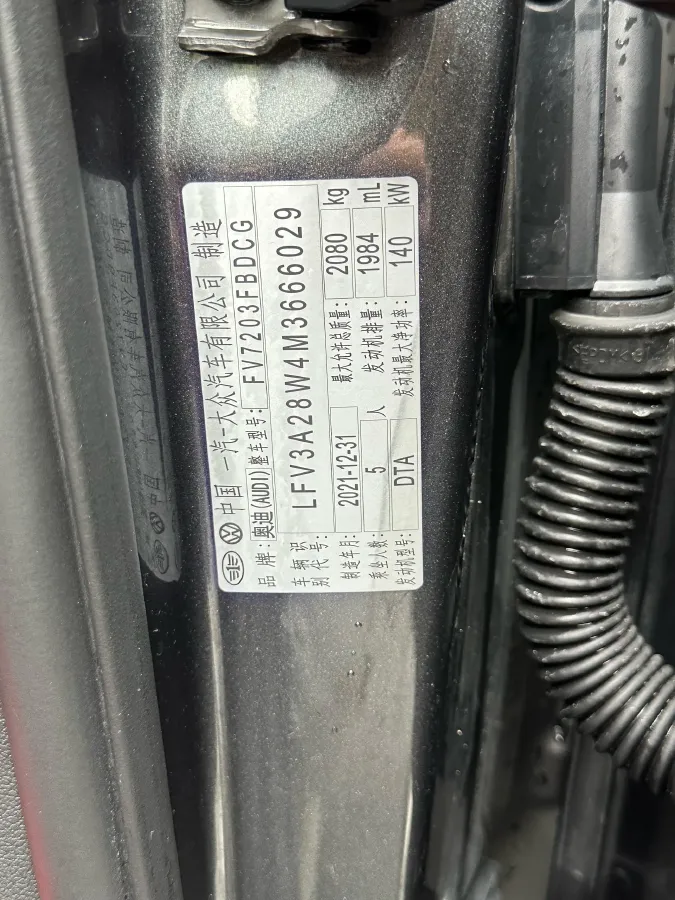 中国 一汽-大众汽车有限公司 制造
品牌: 奥迪(AUDI) 整车型号: FV7203FBDCG
车辆识别代号: LFV3A28W4M3666029
制造年月: 2021-12-31 最大允许总质量: 2080 kg
乘坐人数: 5 人 发动机排量: 1984 mL
发动机型号: DTA 发动机最大净功率: 140 kW